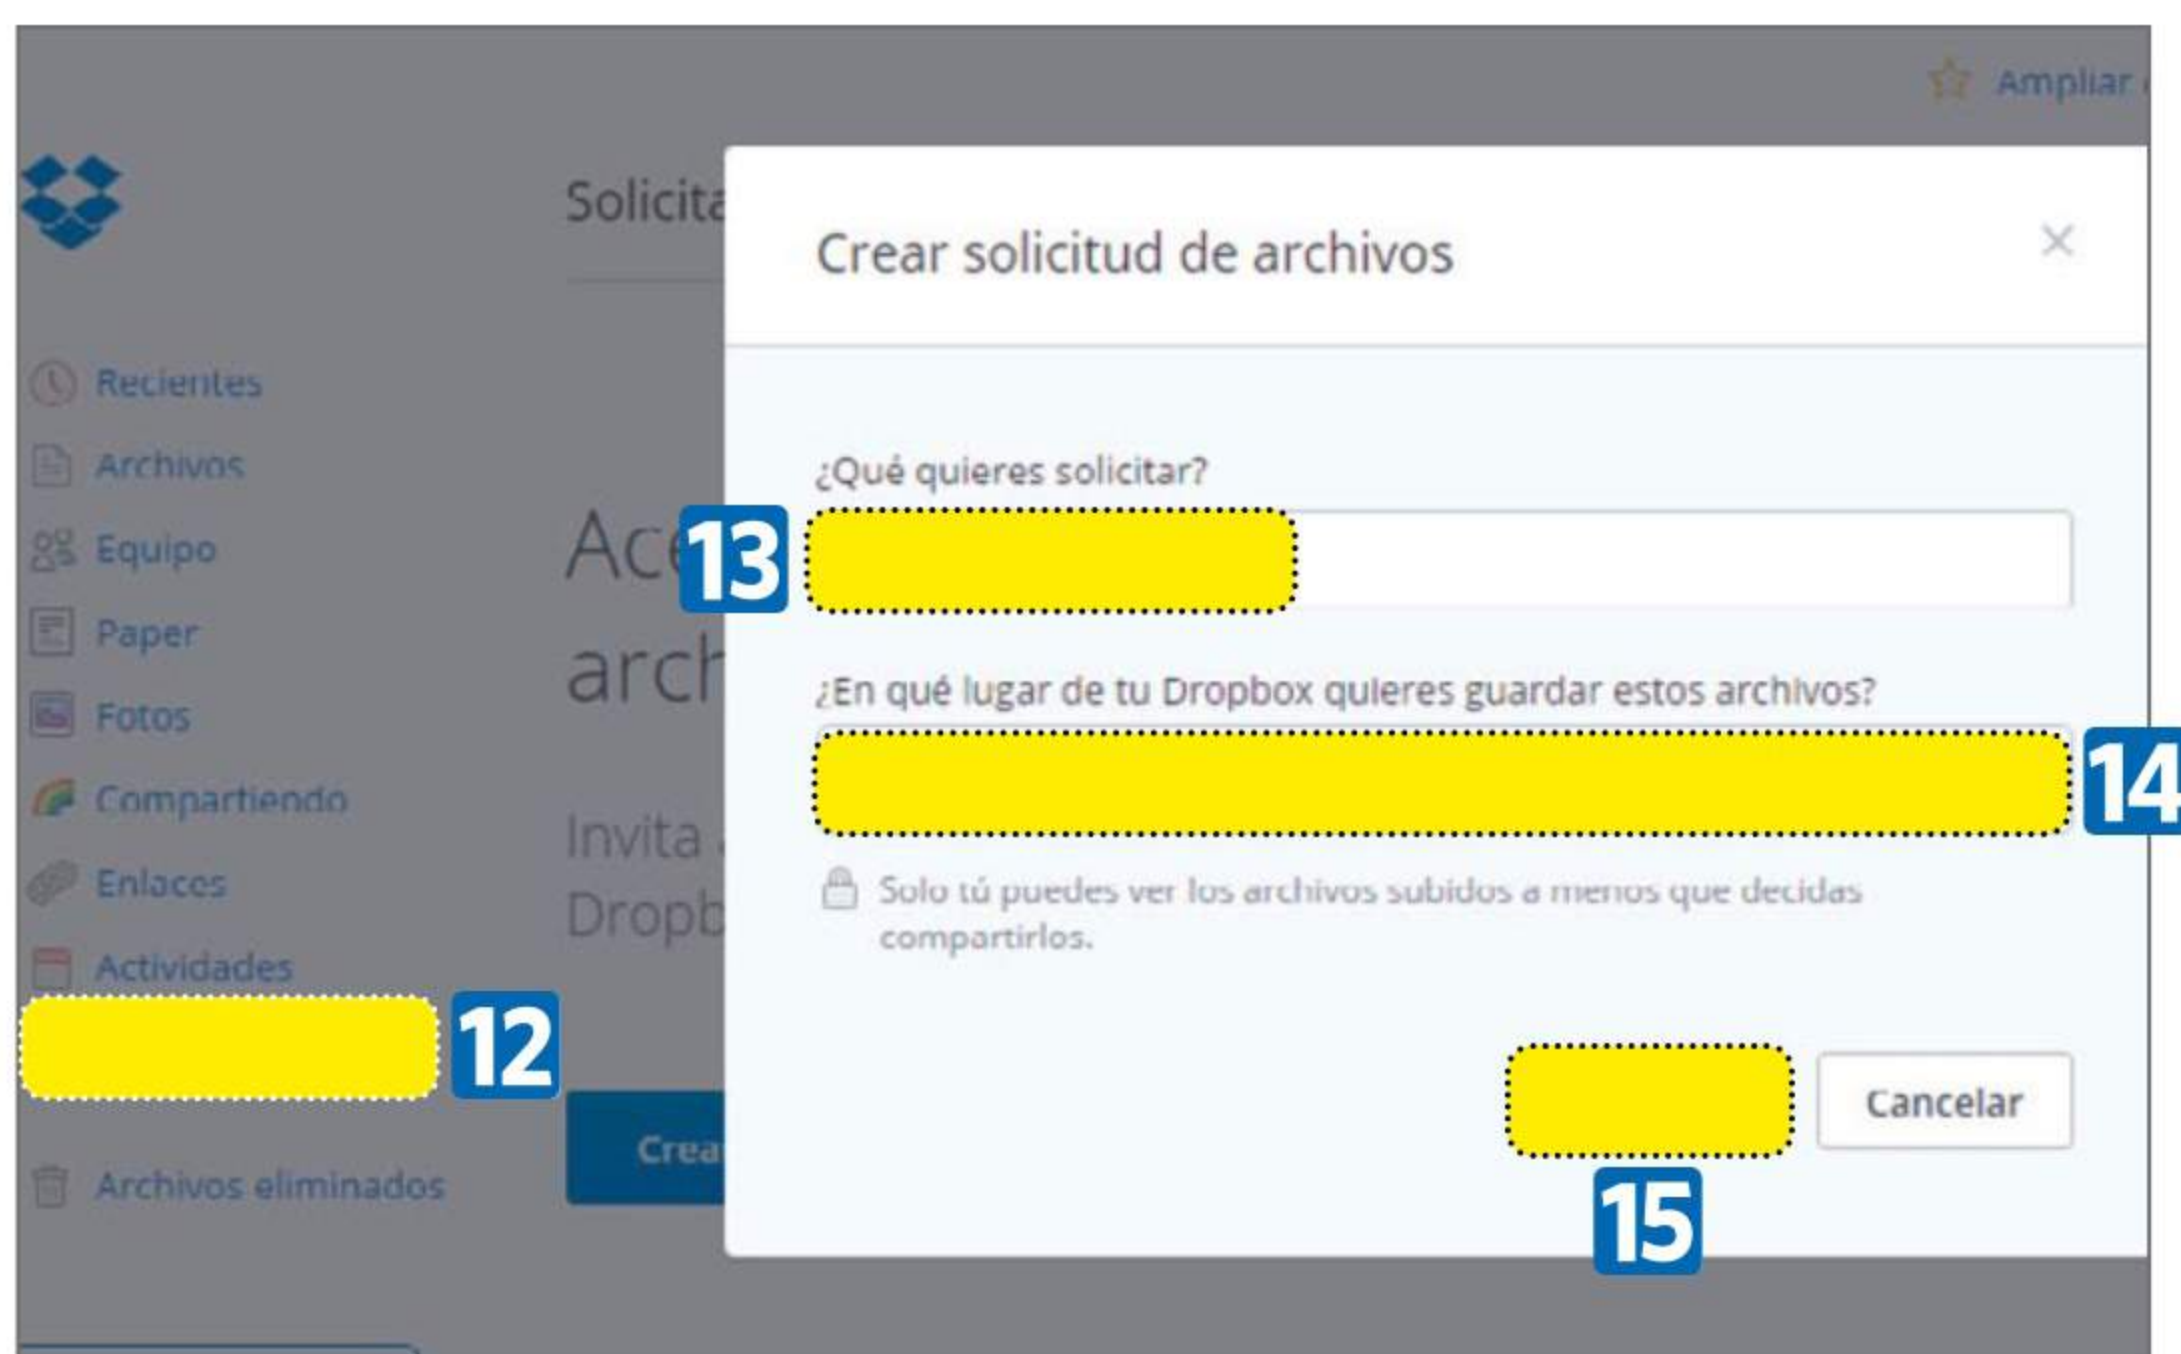 Ampliar
Solicita
Crear solicitud de archivos
Recientes
Archivos
Equipo
Paper
Fotos
Compartiendo
Enlaces
Actividades
12
Archivos eliminados
Ace
arch
Invita
Dropb
Crea
¿Qué quieres solicitar?
13
¿En qué lugar de tu Dropbox quieres guardar estos archivos?
14
Solo tú puedes ver los archivos subidos a menos que decidas
compartirlos.
Cancelar
15